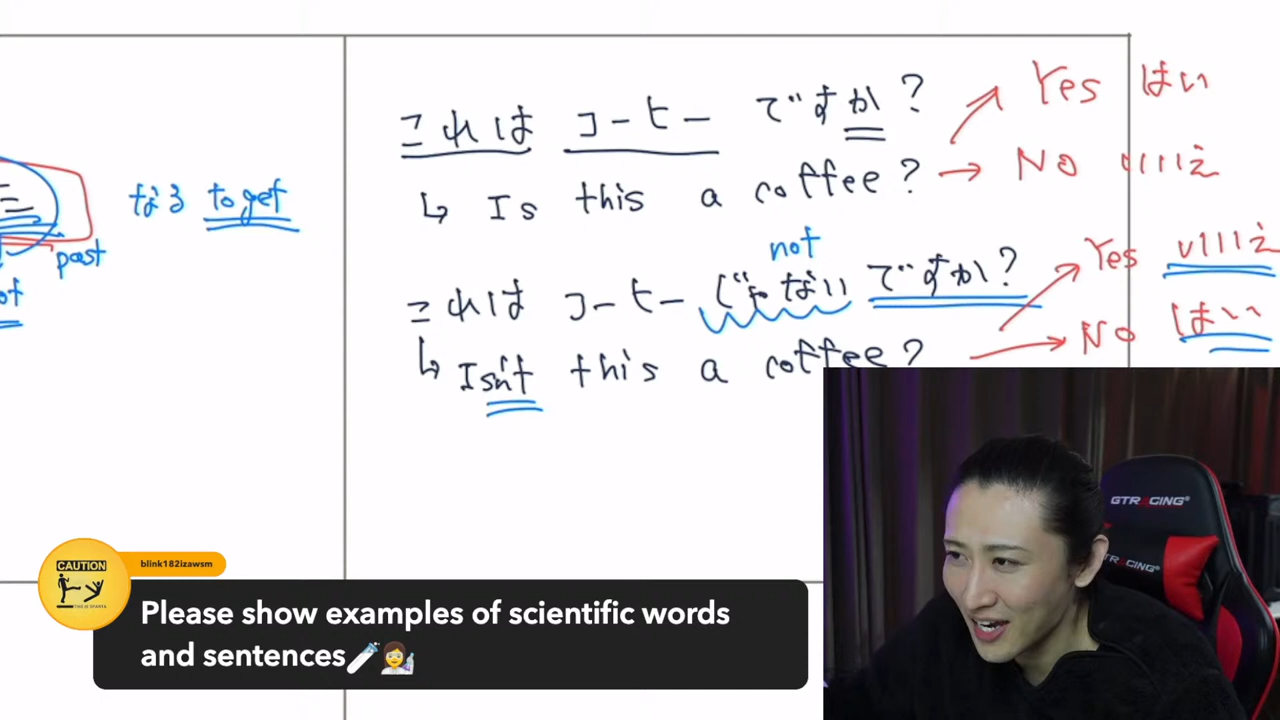 これは コーヒー ですか?
Yes はい
↳ Is this a coffee?
No いいえ
なる to get
past
not
これは コーヒー じゃない ですか?
Yes いいえ
No はい
↳ Isn't this a coffee?
GTRACING
CAUTION
blink182izawsm
Please show examples of scientific words
and sentences🧪👩‍🔬